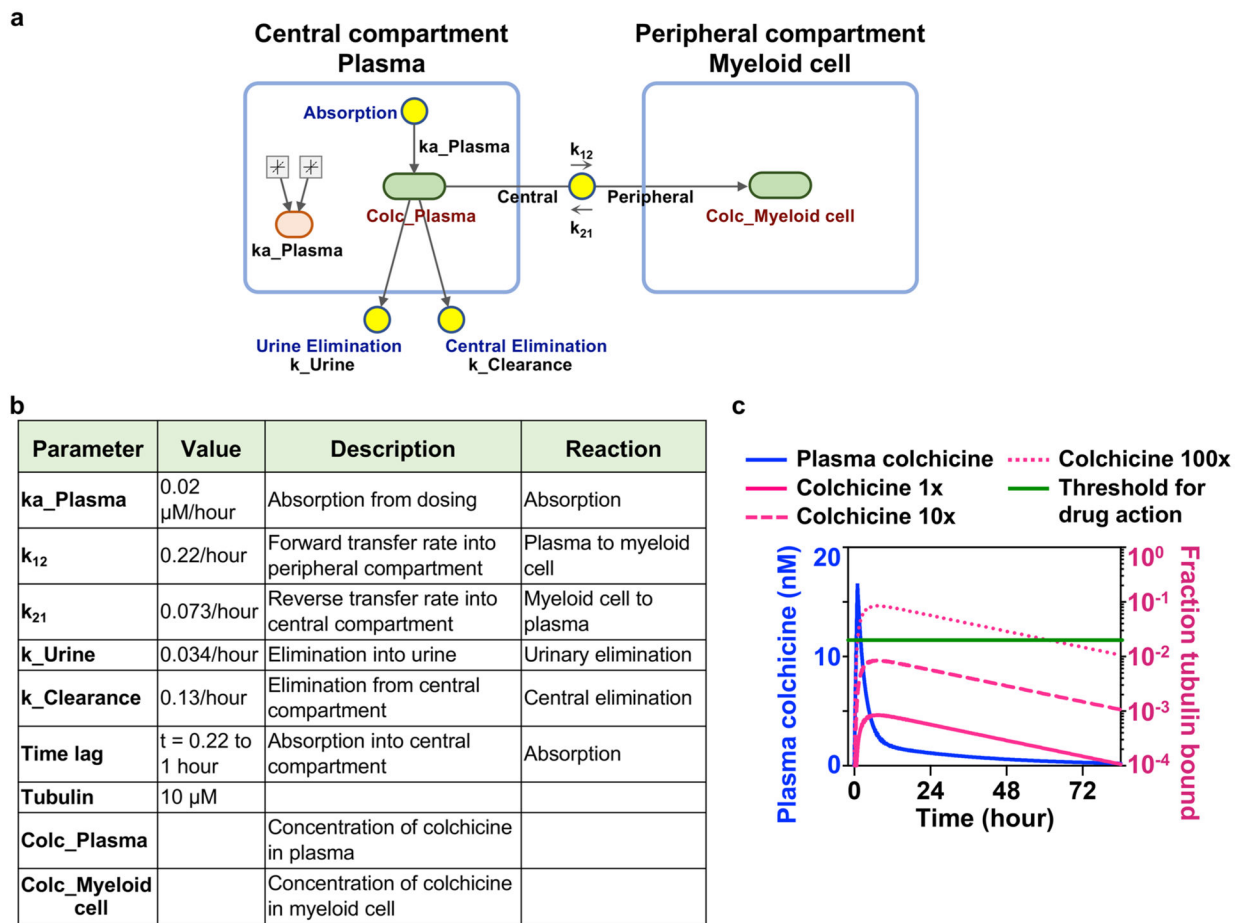 a
Central compartment
Plasma
Peripheral compartment
Myeloid cell
Absorption
ka_Plasma
k12
Central
Peripheral
k21
Colc_Plasma
Colc_Myeloid cell
ka_Plasma
Urine Elimination
k_Urine
Central Elimination
k_Clearance
b
Parameter Value Description Reaction
ka_Plasma 0.02 µM/hour Absorption from dosing Absorption
k12 0.22/hour Forward transfer rate into peripheral compartment Plasma to myeloid cell
k21 0.073/hour Reverse transfer rate into central compartment Myeloid cell to plasma
k_Urine 0.034/hour Elimination into urine Urinary elimination
k_Clearance 0.13/hour Elimination from central compartment Central elimination
Time lag t = 0.22 to 1 hour Absorption into central compartment Absorption
Tubulin 10 µM
Colc_Plasma Concentration of colchicine in plasma
Colc_Myeloid cell Concentration of colchicine in myeloid cell
c
Plasma colchicine
Colchicine 1x
Colchicine 10x
Colchicine 100x
Threshold for
drug action
Plasma colchicine (nM)
20
10
0
10^0
10^-1
10^-2
10^-3
10^-4
Fraction tubulin bound
0 24 48 72
Time (hour)